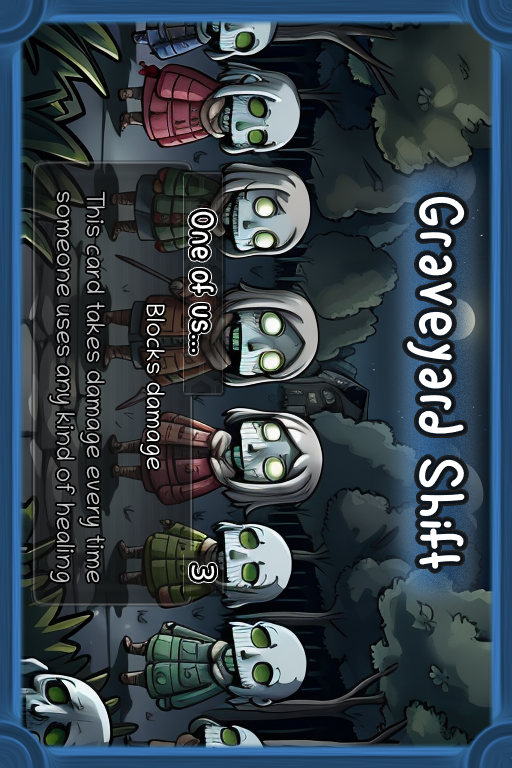 Graveyard Shift
One of us... 3
Blocks damage
This card takes damage every time
someone uses any kind of healing